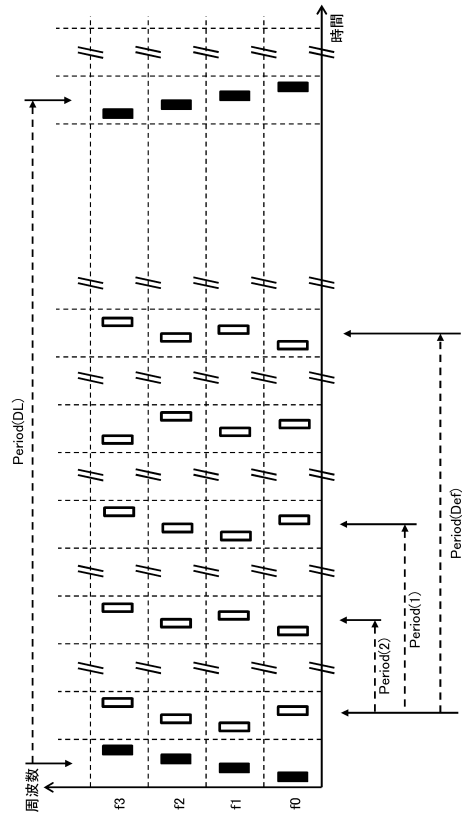 周波数
Period(DL)
f3
f2
f1
f0
時間
Period(2)
Period(1)
Period(Def)